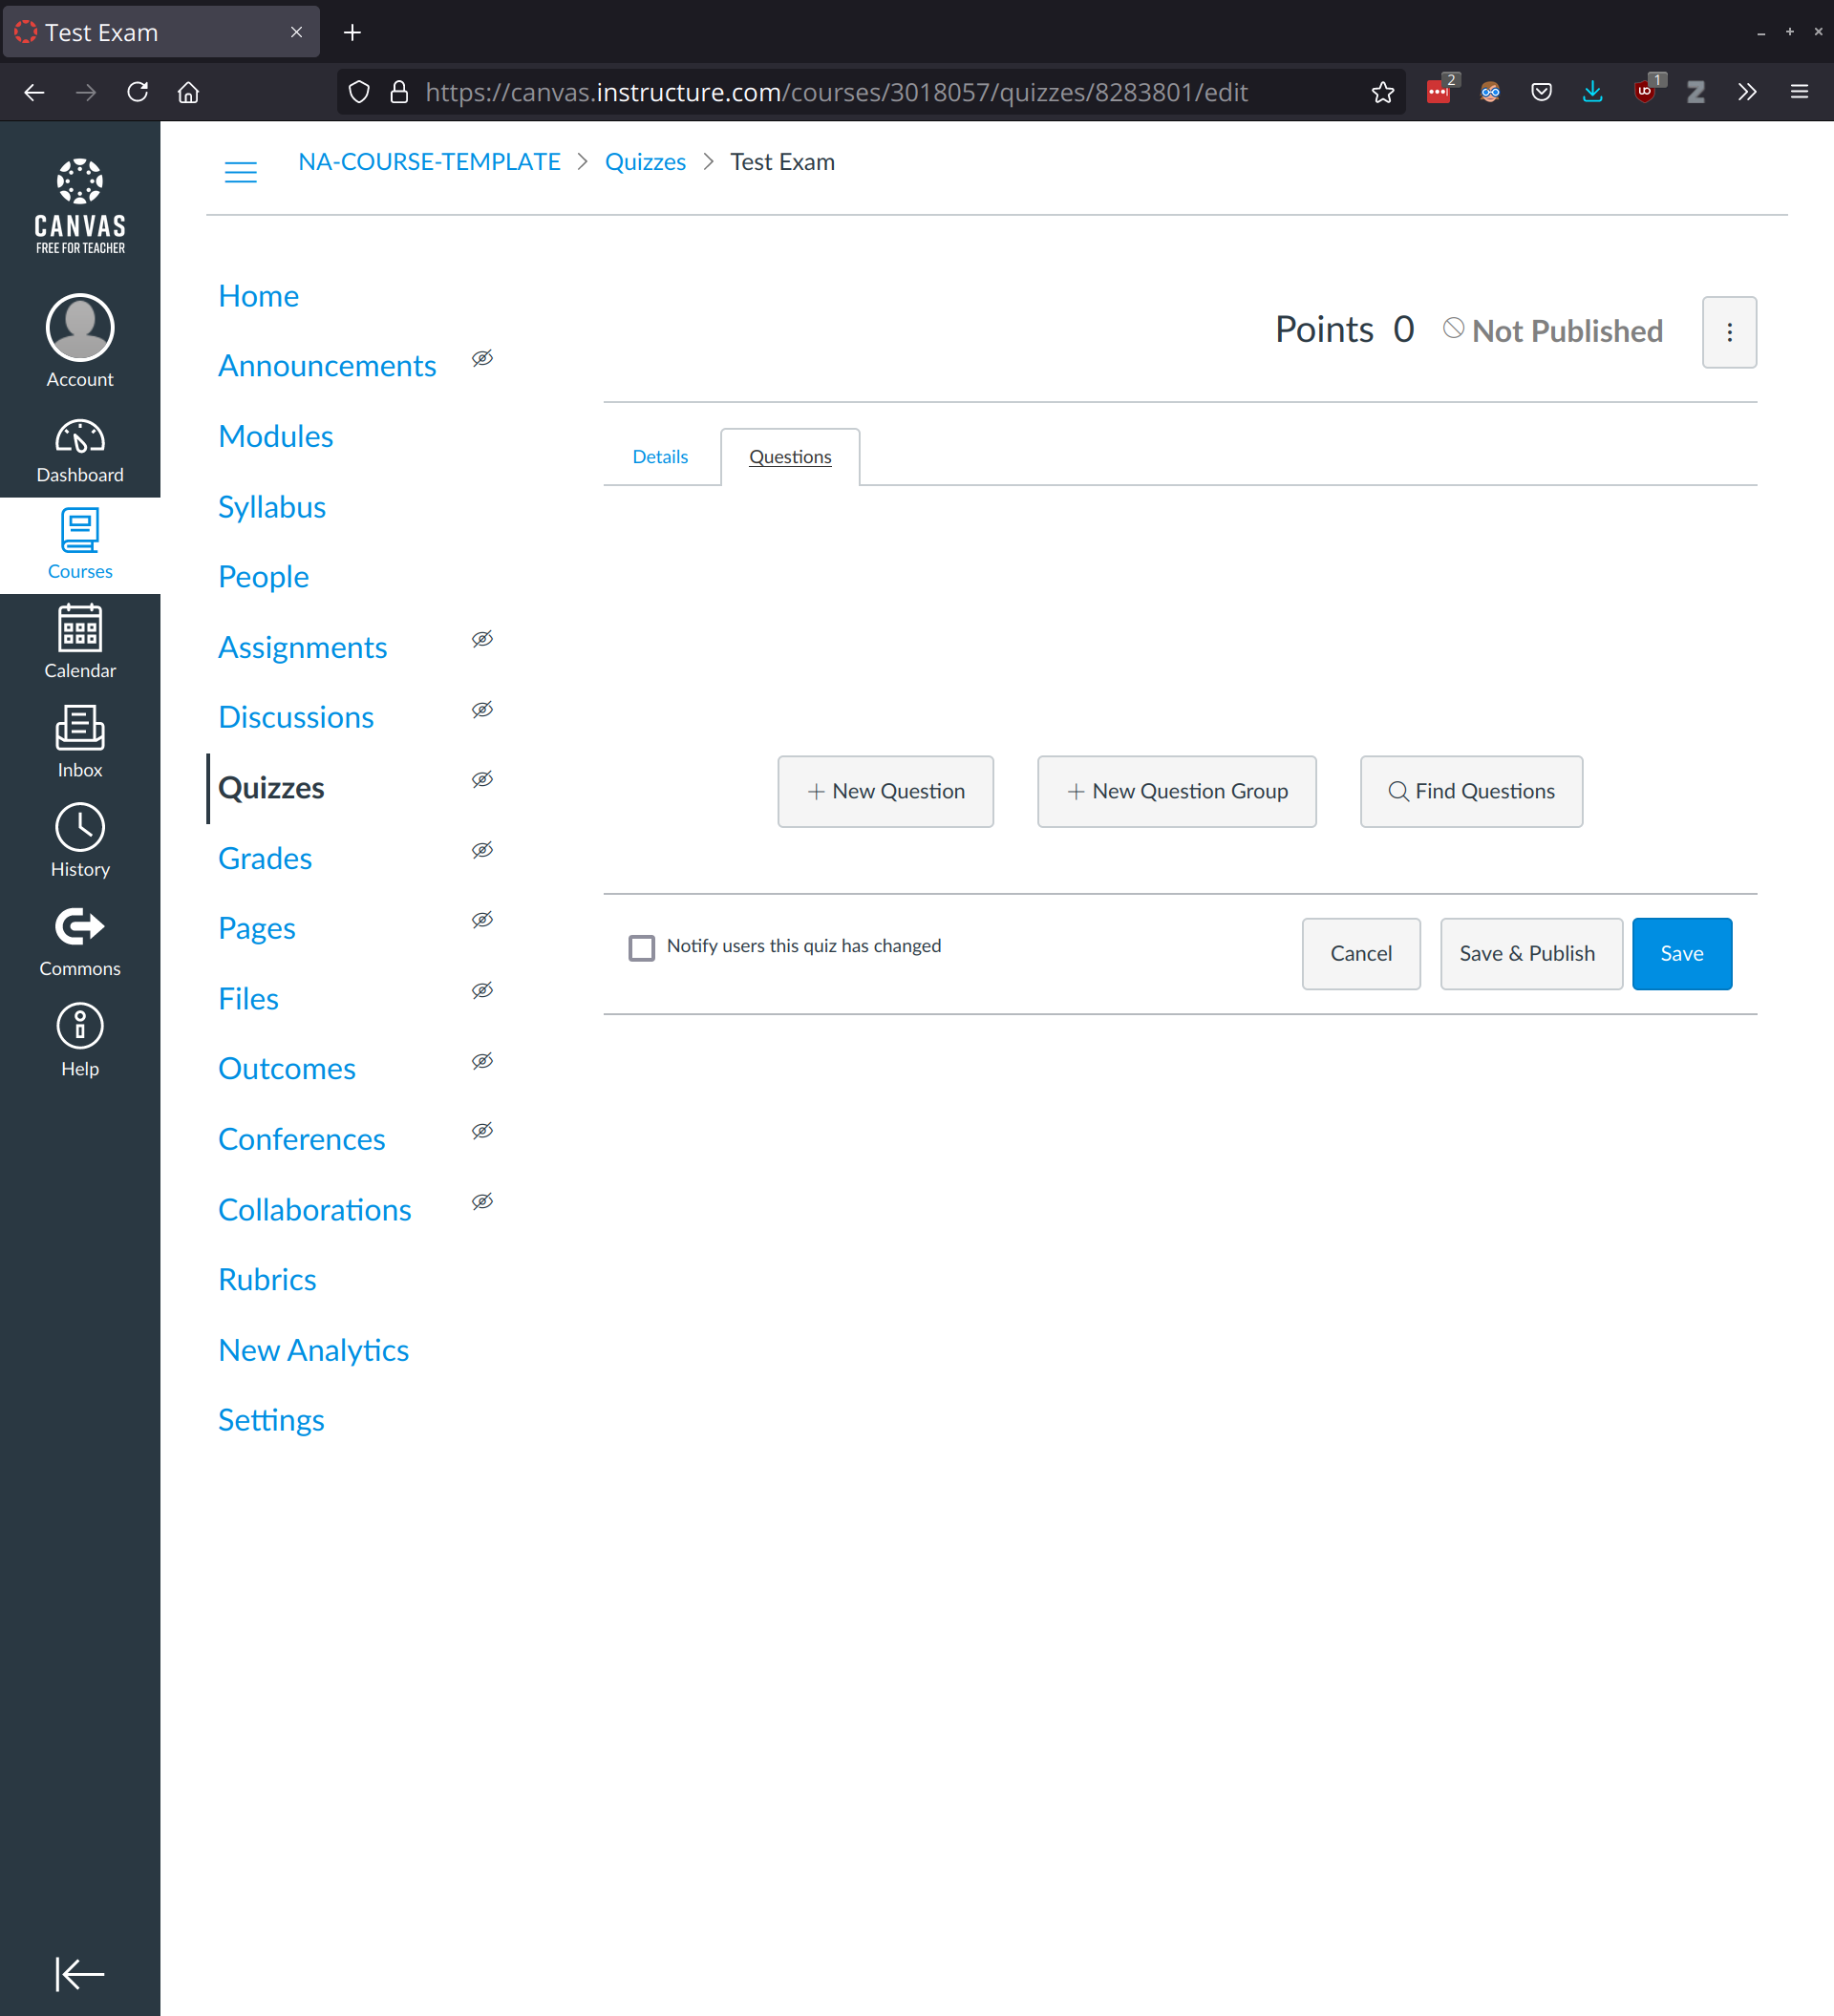 Test Exam
https://canvas.instructure.com/courses/3018057/quizzes/8283801/edit
2
1
CANVAS
FREE FOR TEACHER
Account
Dashboard
Courses
Calendar
Inbox
History
Commons
Help
NA-COURSE-TEMPLATE > Quizzes > Test Exam
Home
Announcements
Modules
Syllabus
People
Assignments
Discussions
Quizzes
Grades
Pages
Files
Outcomes
Conferences
Collaborations
Rubrics
New Analytics
Settings
Points 0 Not Published
Details Questions
+ New Question + New Question Group Find Questions
Notify users this quiz has changed Cancel Save & Publish Save